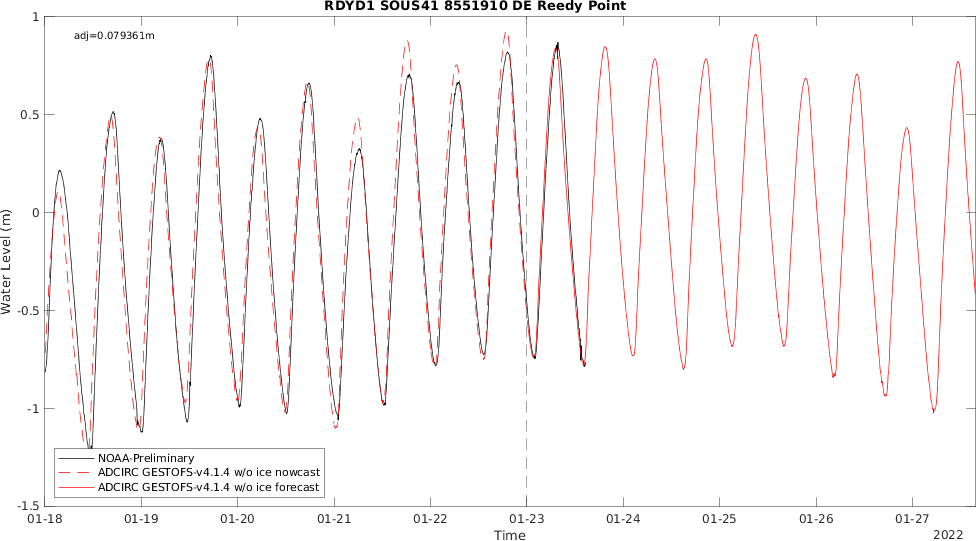 RDYD1 SOUS41 8551910 DE Reedy Point
adj=0.079361m
1
0.5
0
-0.5
-1
-1.5
Water Level (m)
NOAA-Preliminary
ADCIRC GESTOFS-v4.1.4 w/o ice nowcast
ADCIRC GESTOFS-v4.1.4 w/o ice forecast
01-18 01-19 01-20 01-21 01-22 01-23 01-24 01-25 01-26 01-27
Time
2022